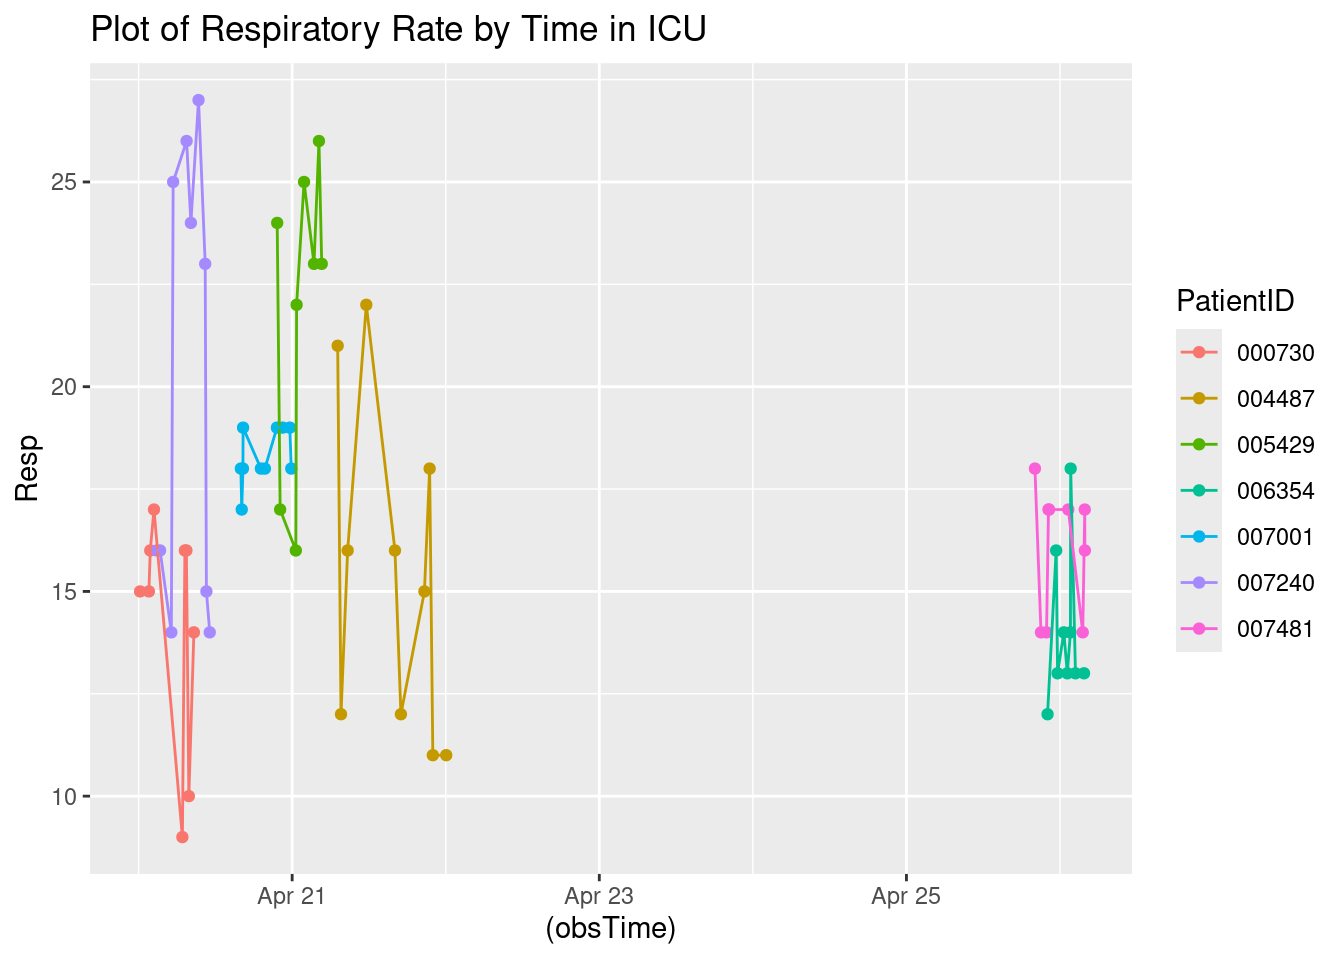 Plot of Respiratory Rate by Time in ICU
25
20
15
10
Resp
Apr 21
Apr 23
Apr 25
(obsTime)
PatientID
000730
004487
005429
006354
007001
007240
007481